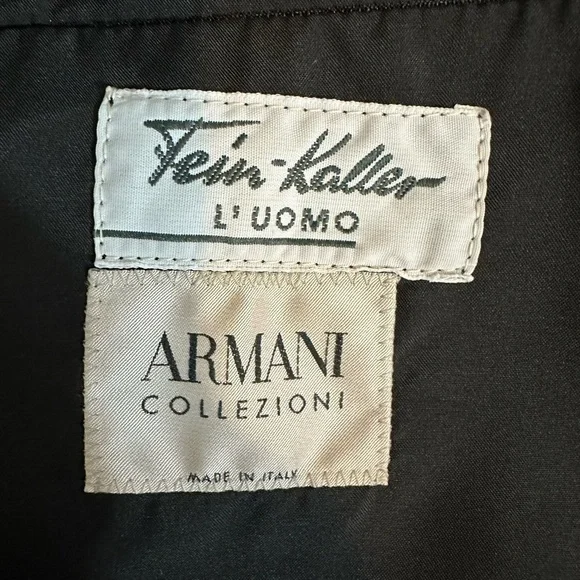 Fein-Kaller
L' UOMO
ARMANI
COLLEZIONI
MADE IN ITALY